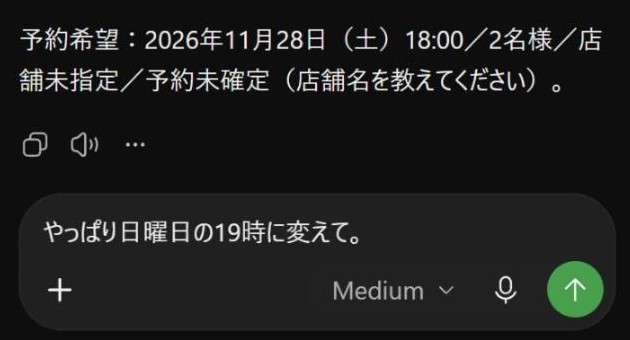 予約希望：2026年11月28日（土）18:00／2名様／店
舗未指定／予約未確定（店舗名を教えてください）。
やっぱり日曜日の19時に変えて。
Medium